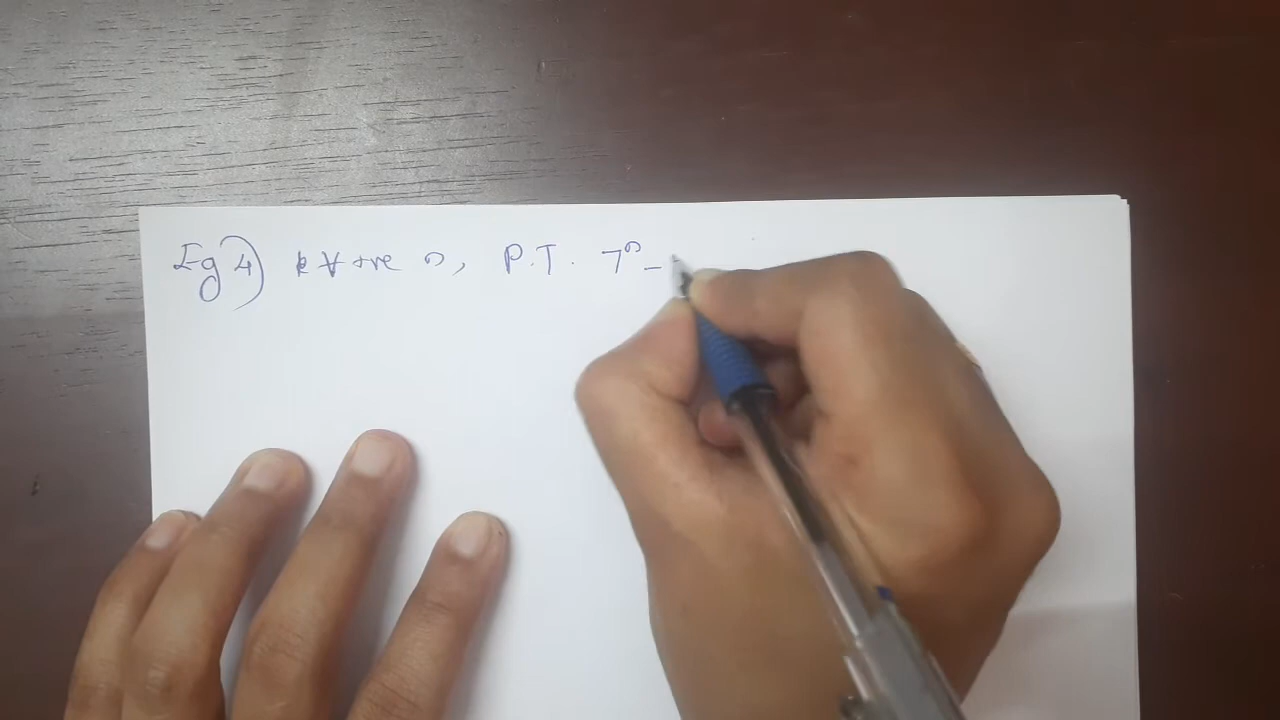 Eg 4) ∀ +ve n, P.T. 7ⁿ -